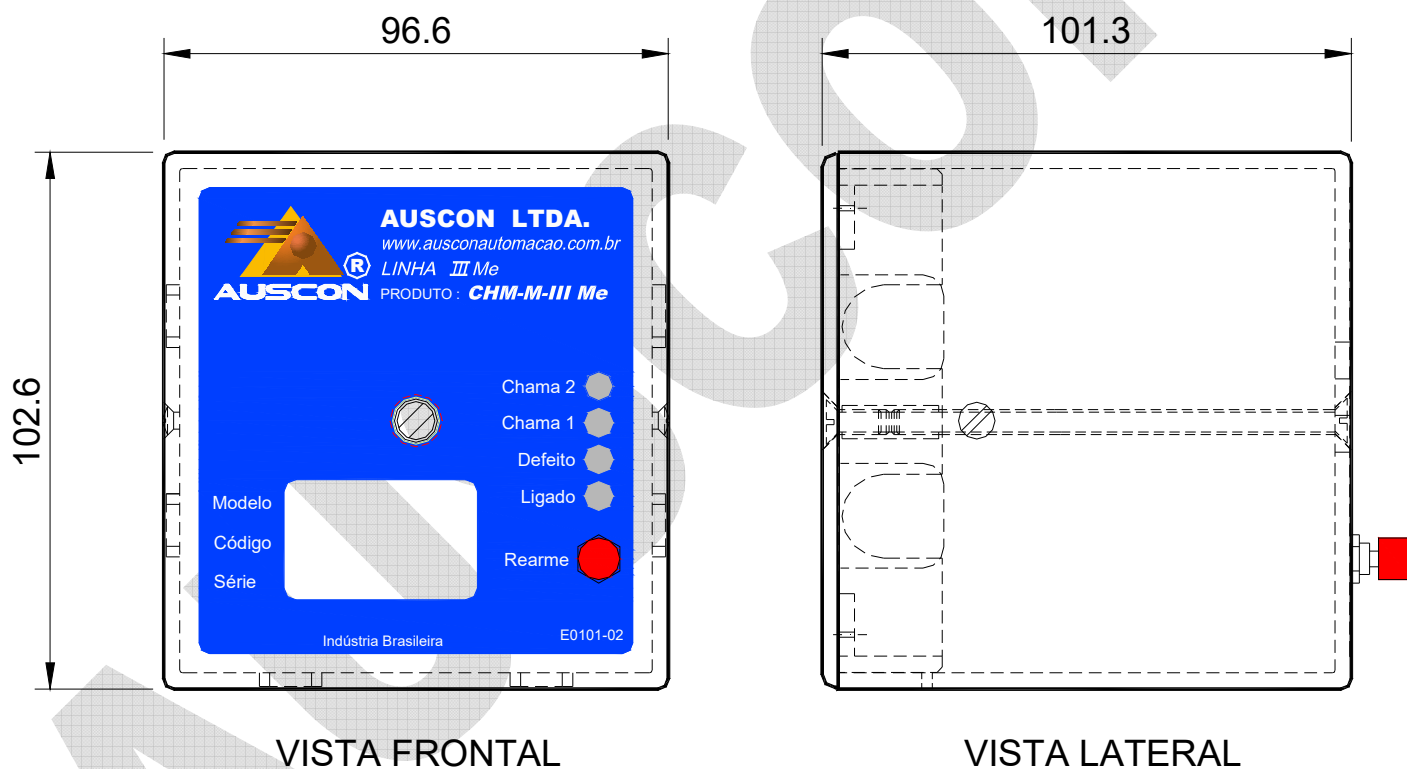 96.6
101.3
102.6
AUSCON LTDA.
www.ausconautomacao.com.br
LINHA III Me
PRODUTO : CHM-M-III Me
AUSCON ®
Chama 2
Chama 1
Defeito
Ligado
Rearme
Modelo
Código
Série
Indústria Brasileira
E0101-02
VISTA FRONTAL
VISTA LATERAL